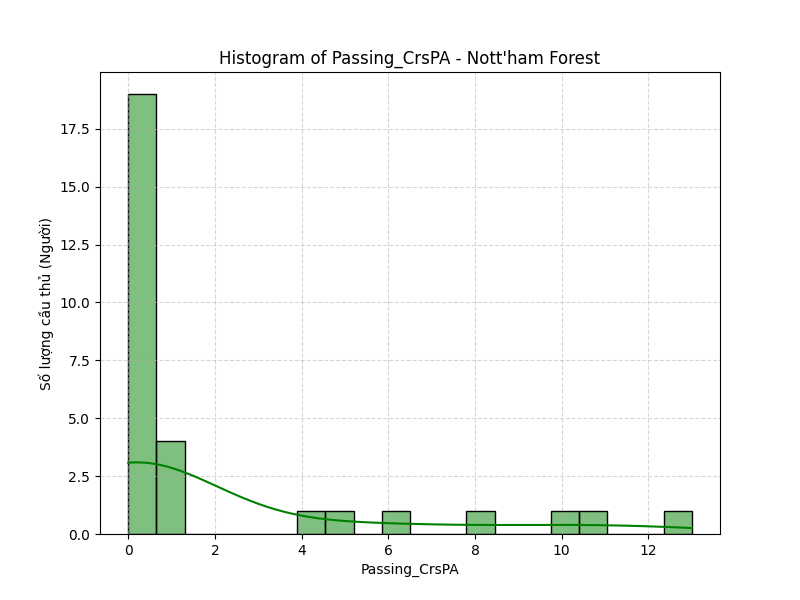 Histogram of Passing_CrsPA - Nott'ham Forest
Số lượng cầu thủ (Người)
17.5
15.0
12.5
10.0
7.5
5.0
2.5
0.0
0 2 4 6 8 10 12
Passing_CrsPA